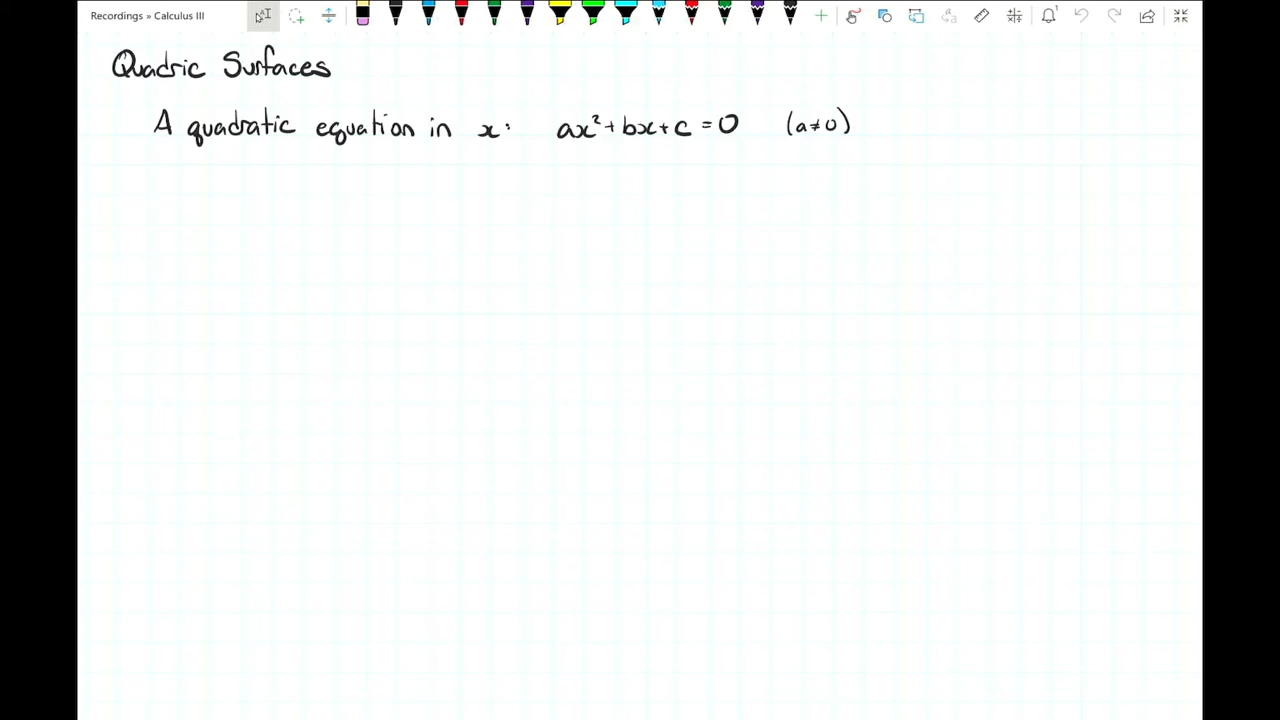 Recordings » Calculus III
Quadric Surfaces
A quadratic equation in x: ax²+bx+c=0 (a≠0)